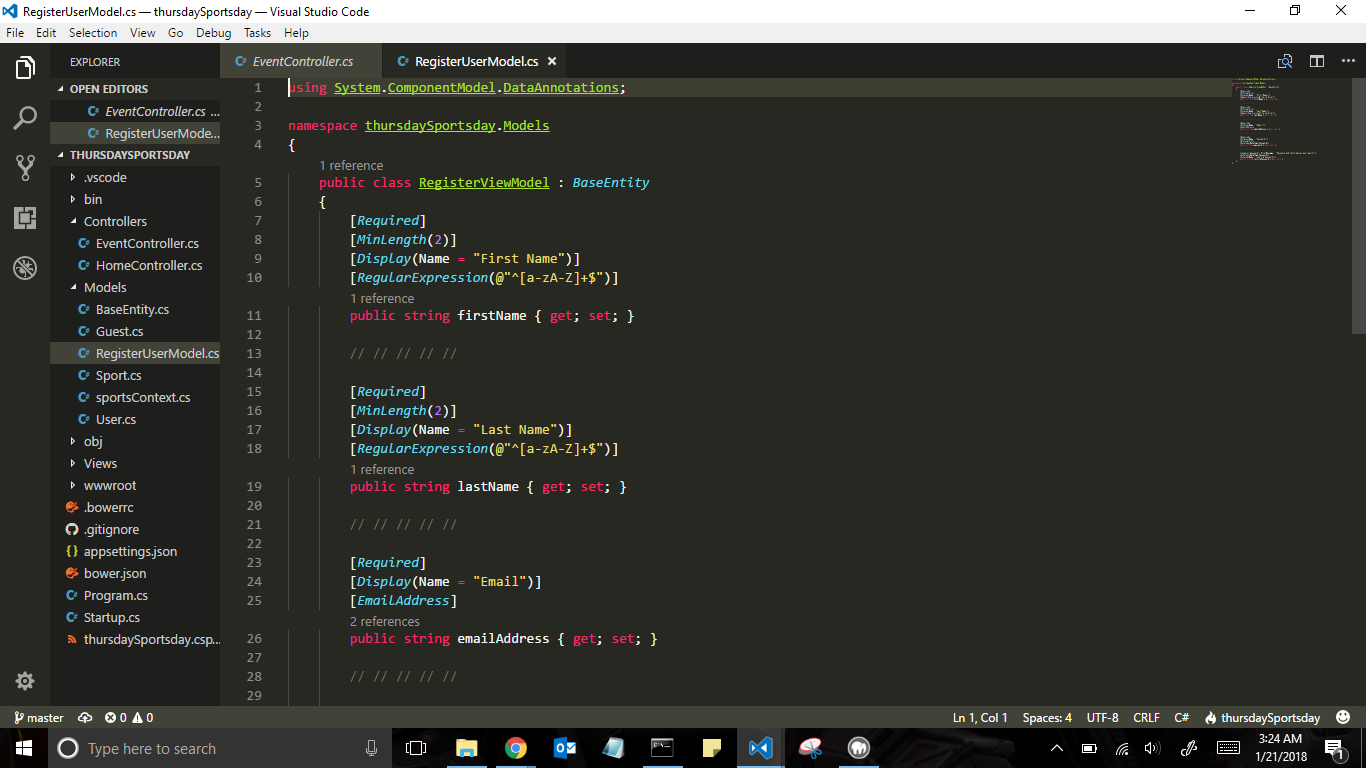 RegisterUserModel.cs — thursdaySportsday — Visual Studio Code
File Edit Selection View Go Debug Tasks Help
EXPLORER
OPEN EDITORS
EventController.cs ...
RegisterUserMode...
THURSDAYSPORTSDAY
.vscode
bin
Controllers
EventController.cs
HomeController.cs
Models
BaseEntity.cs
Guest.cs
RegisterUserModel.cs
Sport.cs
sportsContext.cs
User.cs
obj
Views
wwwroot
.bowerrc
.gitignore
appsettings.json
bower.json
Program.cs
Startup.cs
thursdaySportsday.csp...
EventController.cs RegisterUserModel.cs
1 using System.ComponentModel.DataAnnotations;
2
3 namespace thursdaySportsday.Models
4 {
1 reference
5 public class RegisterViewModel : BaseEntity
6 {
7 [Required]
8 [MinLength(2)]
9 [Display(Name = "First Name")]
10 [RegularExpression(@"^[a-zA-Z]+$")]
1 reference
11 public string firstName { get; set; }
12
13 // // // // //
14
15 [Required]
16 [MinLength(2)]
17 [Display(Name = "Last Name")]
18 [RegularExpression(@"^[a-zA-Z]+$")]
1 reference
19 public string lastName { get; set; }
20
21 // // // // //
22
23 [Required]
24 [Display(Name = "Email")]
25 [EmailAddress]
2 references
26 public string emailAddress { get; set; }
27
28 // // // // //
29
master 0 0 Ln 1, Col 1 Spaces: 4 UTF-8 CRLF C# thursdaySportsday
Type here to search
3:24 AM
1/21/2018
1